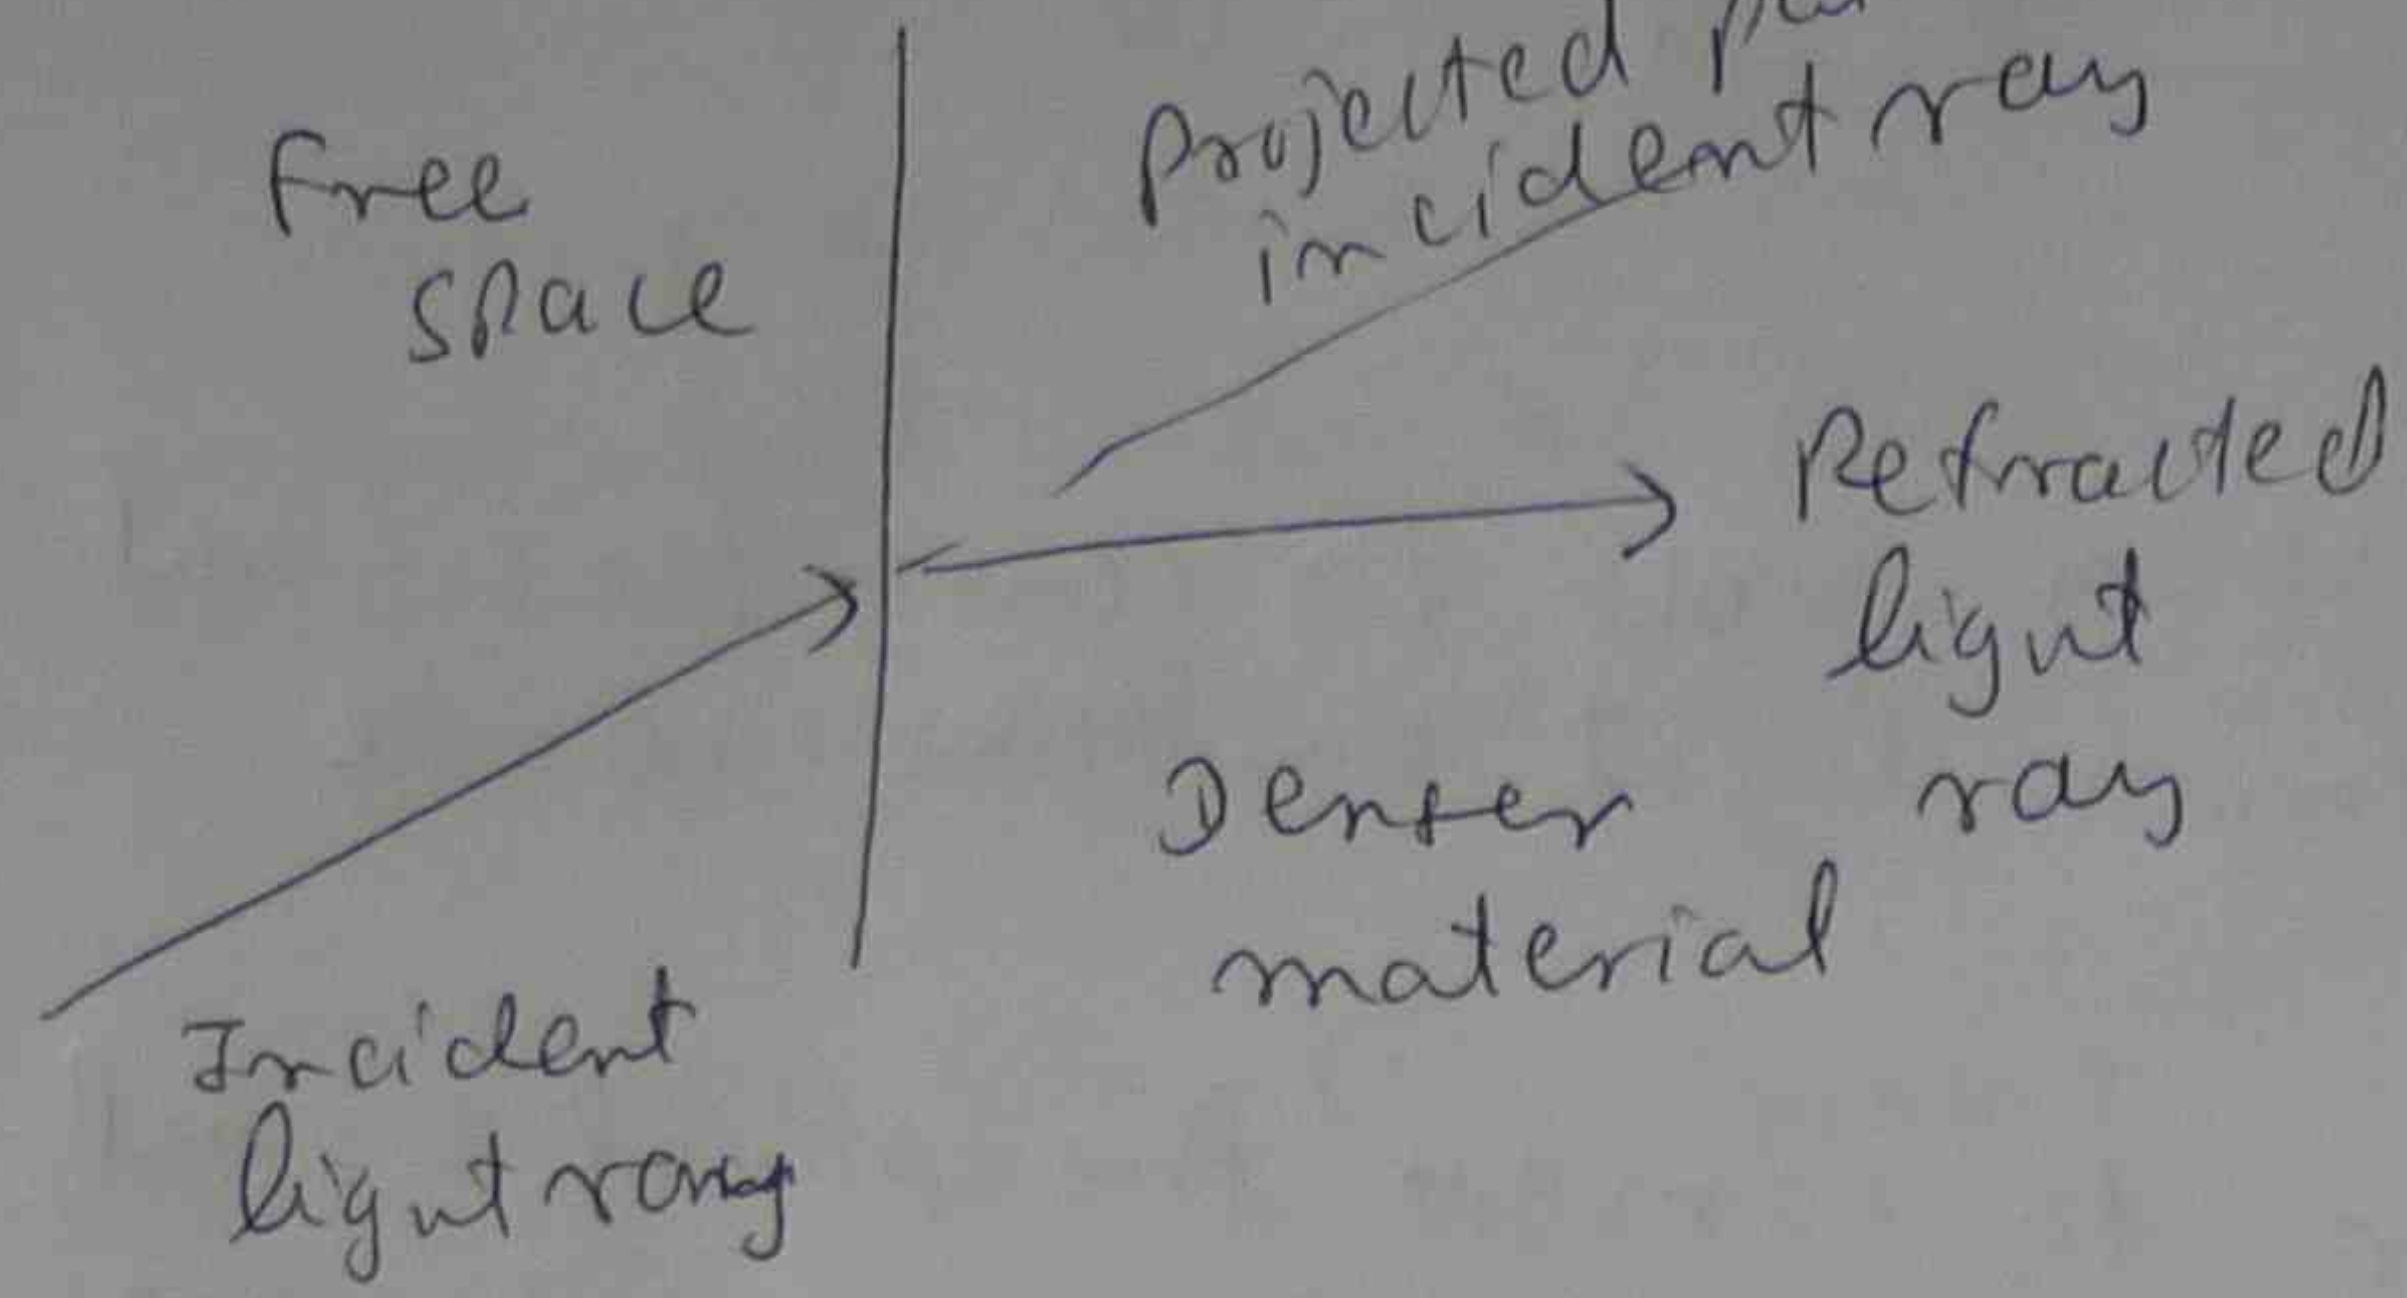 Free
space
Projected
incident ray
Refracted
light
ray
Denser
material
Incident
light ray